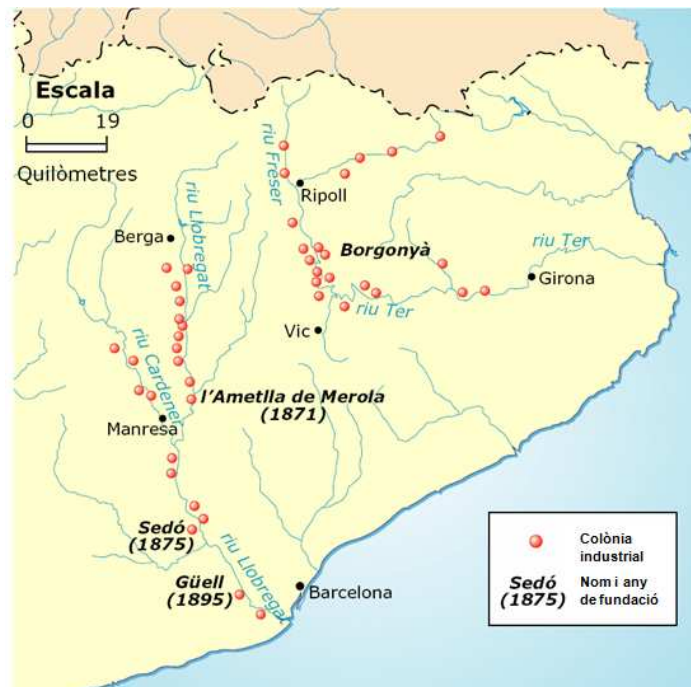 Escala
0 19
Quilòmetres
riu Freser
Ripoll
riu Llobregat
Berga
Borgonyà
riu Ter
Girona
riu Ter
Vic
riu Cardener
l'Ametlla de Merola
(1871)
Manresa
Sedó
(1875)
Güell
(1895)
riu Llobregat
Barcelona
Colònia
industrial
Sedó
(1875)
Nom i any
de fundació